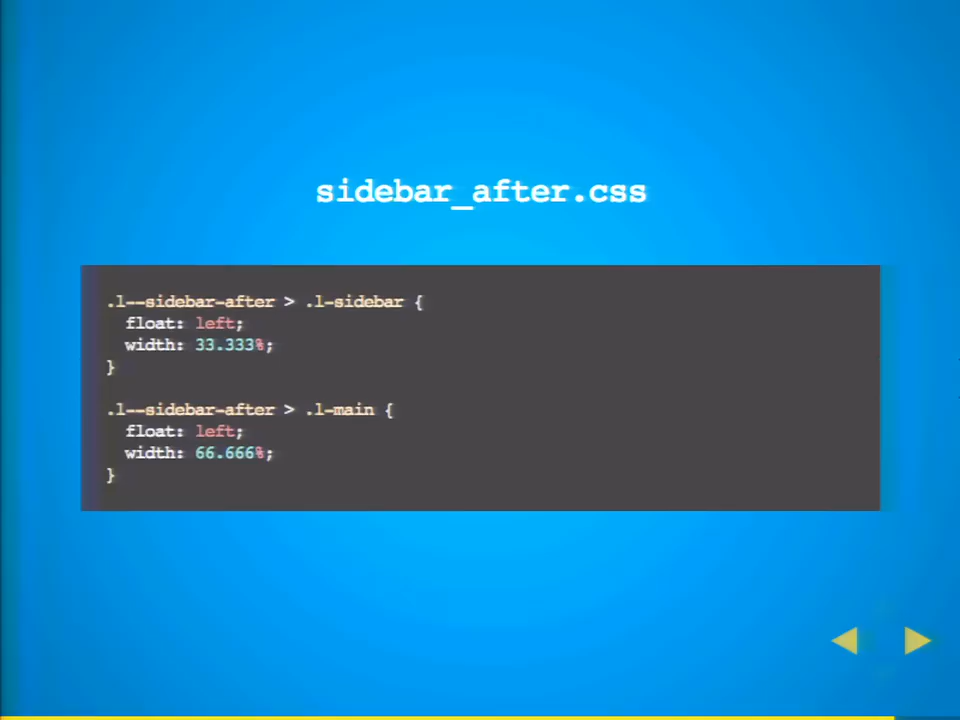 sidebar_after.css
.l--sidebar-after > .l-sidebar {
  float: left;
  width: 33.333%;
}
.l--sidebar-after > .l-main {
  float: left;
  width: 66.666%;
}